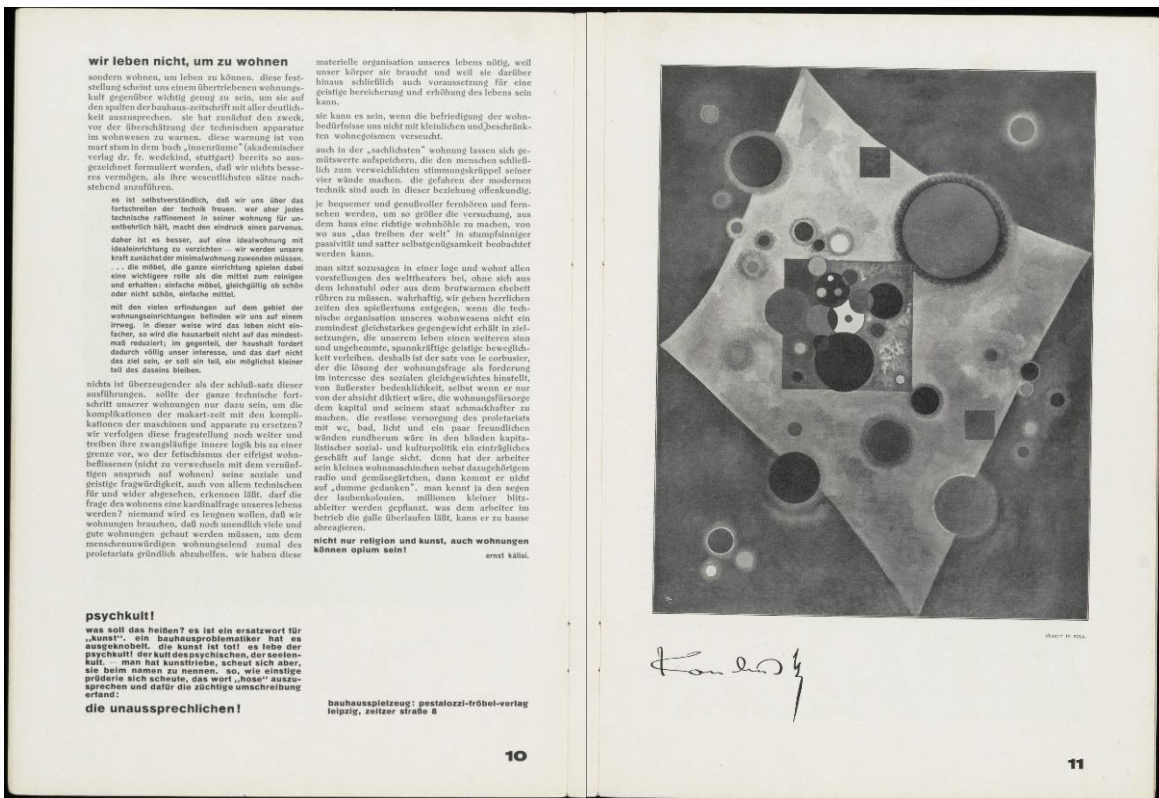 wir leben nicht, um zu wohnen
sondern wohnen, um leben zu können. diese fest-
stellung scheint uns einem übertriebenen wohnungs-
kult gegenüber wichtig genug zu sein, um sie auf
den spalten der bauhaus-zeitschrift mit aller deutlich-
keit auszusprechen. sie hat zunächst den zweck,
vor der überschätzung der technischen apparatur
im wohnwesen zu warnen. diese warnung ist von
mart stam in dem buch „innenräume“ (akademischer
verlag dr. fr. wedekind, stuttgart) bereits so aus-
gezeichnet formuliert worden, daß wir nichts besse-
res vermögen, als ihre wesentlichsten sätze nach-
stehend anzuführen.
es ist selbstverständlich, daß wir uns über das
fortschreiten der technik freuen. wer aber jedes
technische raffinement in seiner wohnung für un-
entbehrlich hält, macht den eindruck eines parvenus.
daher ist es besser, auf eine idealwohnung mit
idealeinrichtung zu verzichten — wir werden unsere
kraft zunächst der minimalwohnung zuwenden müssen.
. . . die möbel, die ganze einrichtung spielen dabei
eine wichtigere rolle als die mittel zum reinigen
und erhalten: einfache möbel, gleichgültig ob schön
oder nicht schön, einfache mittel.
mit den vielen erfindungen auf dem gebiet der
wohnungseinrichtungen befinden wir uns auf einem
irrweg. in dieser weise wird das leben nicht ein-
facher, so wird die hausarbeit nicht auf das mindest-
maß reduziert; im gegenteil, der haushalt fordert
dadurch völlig unser interesse, und das darf nicht
das ziel sein, er soll ein teil, ein möglichst kleiner
teil des daseins bleiben.
nichts ist überzeugender als der schluß-satz dieser
ausführungen. sollte der ganze technische fort-
schritt unserer wohnungen nur dazu sein, um die
komplikationen der makart-zeit mit den kompli-
kationen der maschinen und apparate zu ersetzen?
wir verfolgen diese fragestellung noch weiter und
treiben ihre zwangsläufige innere logik bis zu einer
grenze vor, wo der fetischismus der eifrigst wohn-
beflissenen (nicht zu verwechseln mit dem vernünf-
tigen anspruch auf wohnen) seine soziale und
geistige fragwürdigkeit, auch von allem technischen
für und wider abgesehen, erkennen läßt. darf die
frage des wohnens eine kardinalfrage unseres lebens
werden? niemand wird es leugnen wollen, daß wir
wohnungen brauchen, daß noch unendlich viele und
gute wohnungen gebaut werden müssen, um dem
menschenunwürdigen wohnungselend zumal des
proletariats gründlich abzuhelfen. wir haben diese
materielle organisation unseres lebens nötig, weil
unser körper sie braucht und weil sie darüber
hinaus schließlich auch voraussetzung für eine
geistige bereicherung und erhöhung des lebens sein
kann.
sie kann es sein, wenn die befriedigung der wohn-
bedürfnisse uns nicht mit kleinlichen und beschränk-
ten wohnegoismen verseucht.
auch in der „sachlichsten“ wohnung lassen sich ge-
mütswerte aufspeichern, die den menschen schließ-
lich zum verweichlichten stimmungskrüppel seiner
vier wände machen. die gefahren der modernen
technik sind auch in dieser beziehung offenkundig.
je bequemer und genußvoller fernhören und fern-
sehen werden, um so größer die versuchung, aus
dem haus eine richtige wohnhöhle zu machen, von
wo aus „das treiben der welt“ in stumpfsinniger
passivität und satter selbstgenügsamkeit beobachtet
werden kann.
man sitzt sozusagen in einer loge und wohnt allen
vorstellungen des welttheaters bei, ohne sich aus
dem lehnstuhl oder aus dem brutwarmen ehebett
rühren zu müssen. wahrhaftig, wir gehen herrlichen
zeiten des spießertums entgegen, wenn die tech-
nische organisation unseres wohnwesens nicht ein
zumindest gleichstarkes gegengewicht erhält in ziel-
setzungen, die unserem leben einen weiteren sinn
und ungehemmte, spannkräftige geistige beweglich-
keit verleihen. deshalb ist der satz von le corbusier,
der die lösung der wohnungsfrage als forderung
im interesse des sozialen gleichgewichtes hinstellt,
von äußerster bedenklichkeit, selbst wenn er nur
von der absicht diktiert wäre, die wohnungsfürsorge
dem kapital und seinem staat schmackhafter zu
machen. die restlose versorgung des proletariats
mit wc, bad, licht und ein paar freundlichen
wänden rundherum wäre in den händen kapita-
listischer sozial- und kulturpolitik ein einträgliches
geschäft auf lange sicht. denn hat der arbeiter
sein kleines wohnmaschinchen nebst dazugehörigem
radio und gemüsegärtchen, dann kommt er nicht
auf „dumme gedanken“. man kennt ja den segen
der laubenkolonien. millionen kleiner blitz-
ableiter werden gepflanzt. was dem arbeiter im
betrieb die galle überlaufen läßt, kann er zu hause
abreagieren.
nicht nur religion und kunst, auch wohnungen
können opium sein!
ernst kállai.
psychkult!
was soll das heißen? es ist ein ersatzwort für
„kunst“. ein bauhausproblematiker hat es
ausgeknobelt. die kunst ist tot! es lebe der
psychkult! der kult des psychischen, der seelen-
kult. — man hat kunsttriebe, scheut sich aber,
sie beim namen zu nennen. so, wie einstige
prüderie sich scheute, das wort „hose“ auszu-
sprechen und dafür die züchtige umschreibung
erfand:
die unaussprechlichen!
bauhausspielzeug: pestalozzi-fröbel-verlag
leipzig, zeitzer straße 8
10
akzent in rosa.
Kandinsky
11